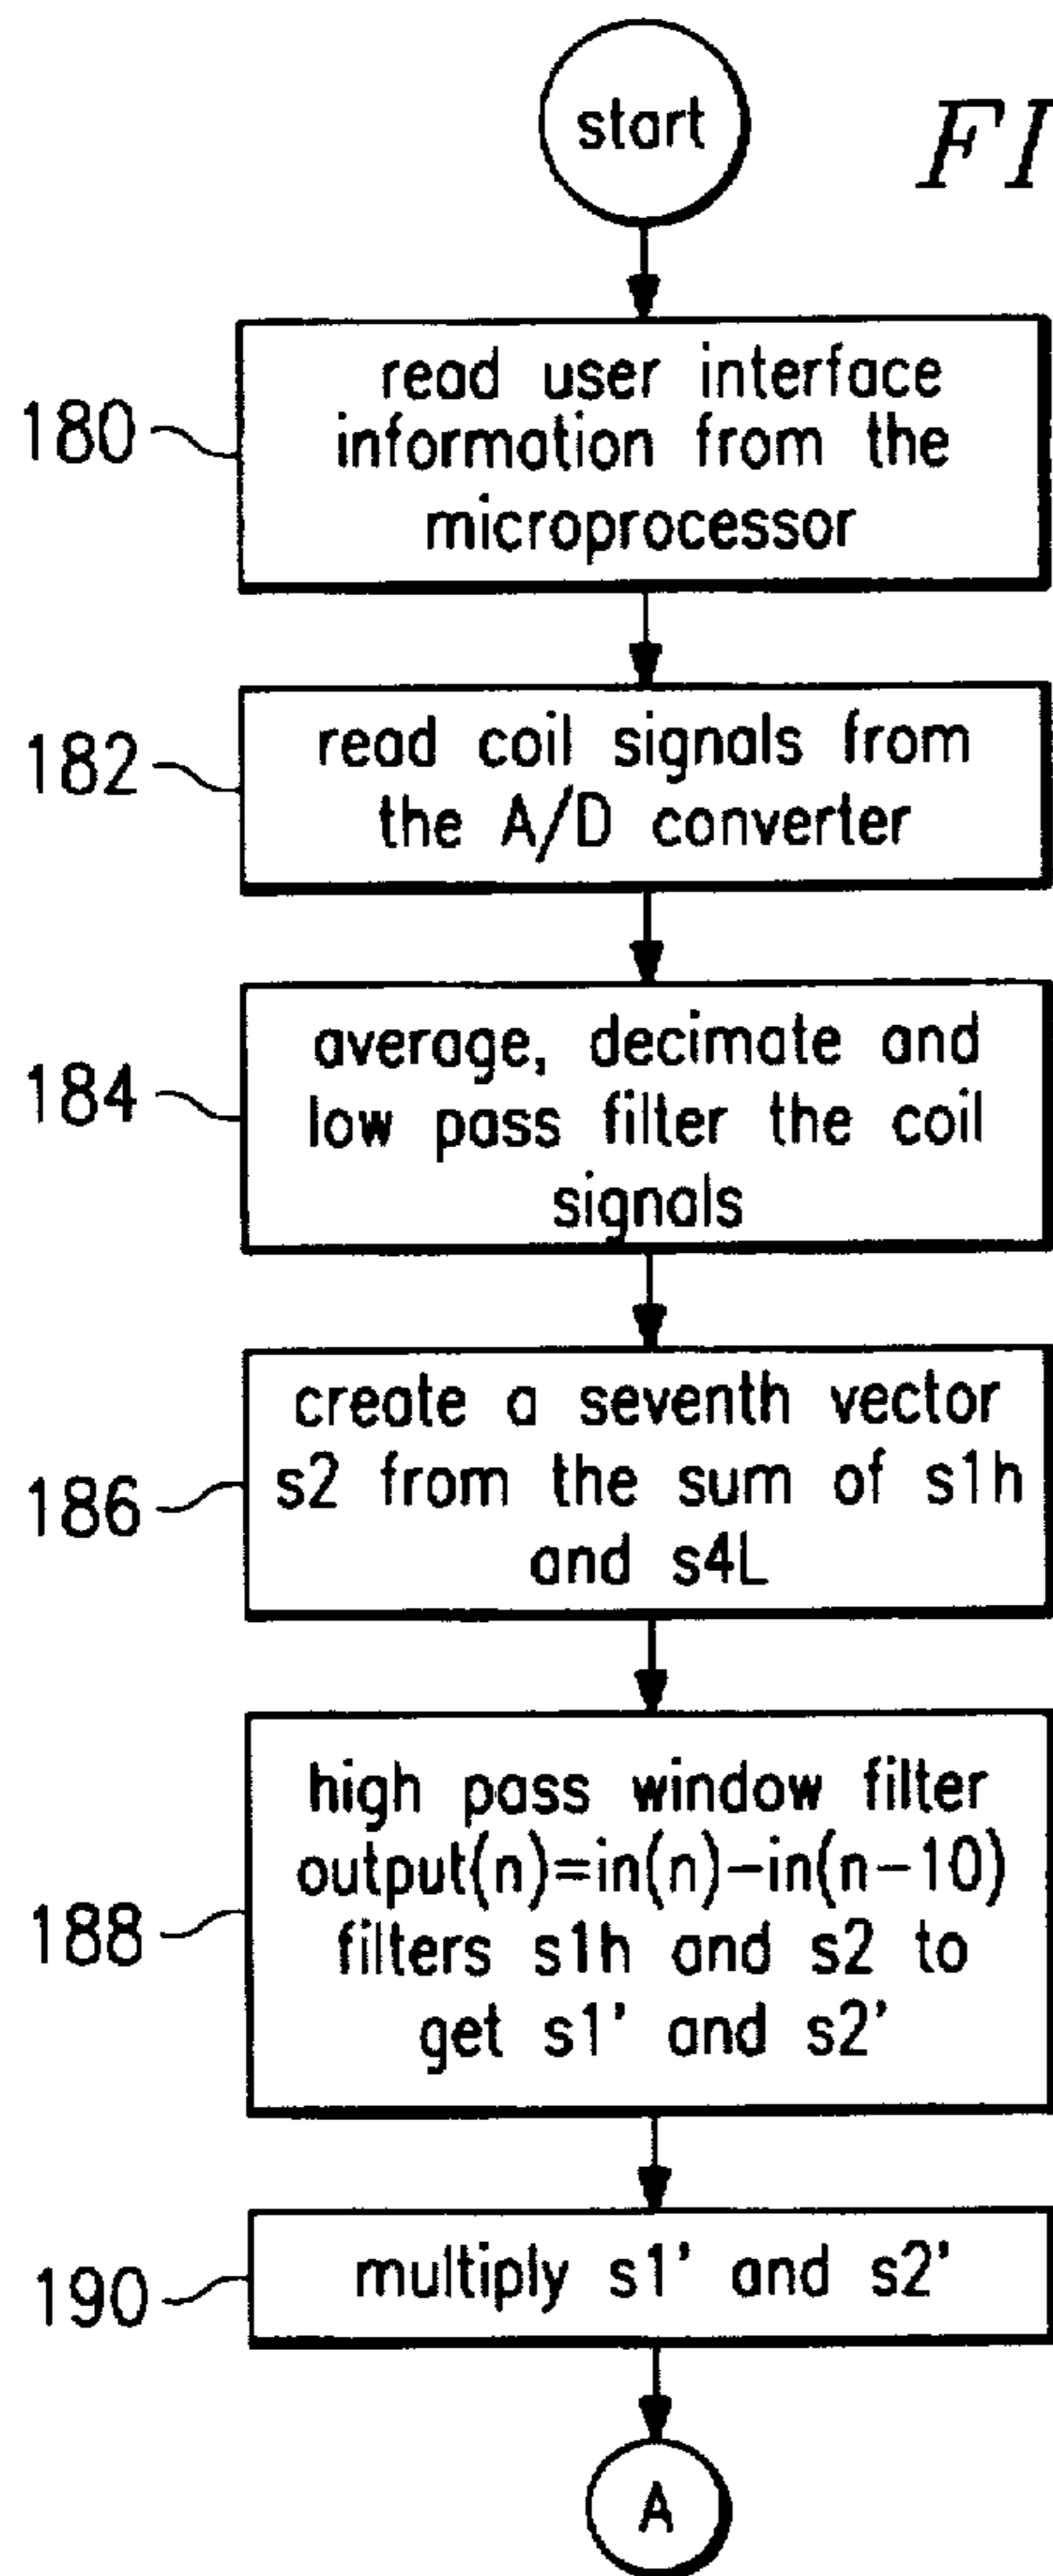 start
FI
180
read user interface
information from the
microprocessor
182
read coil signals from
the A/D converter
184
average, decimate and
low pass filter the coil
signals
186
create a seventh vector
s2 from the sum of s1h
and s4L
188
high pass window filter
output(n)=in(n)-in(n-10)
filters s1h and s2 to
get s1' and s2'
190
multiply s1' and s2'
A